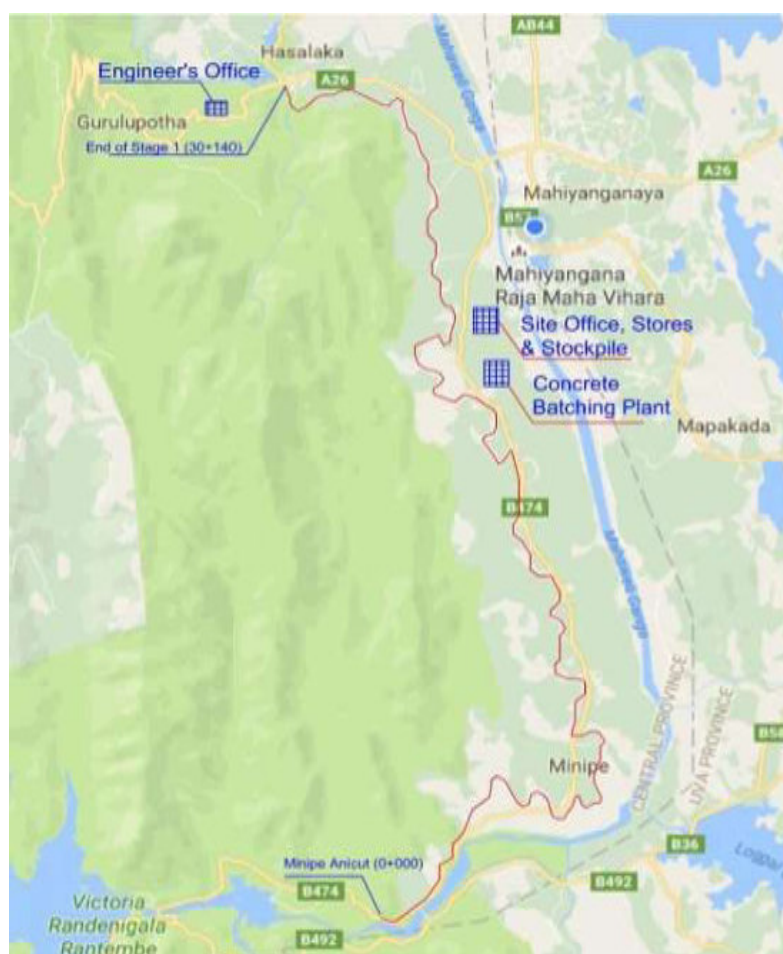 Hasalaka
AB44
Engineer's Office
A26
Mahaweli Ganga
Gurulupotha
End of Stage 1 (30+140)
A26
Mahiyanganaya
B57
Mahiyangana
Raja Maha Vihara
Site Office, Stores
& Stockpile
Concrete
Batching Plant
Mapakada
B474
Mahaweli Ganga
CENTRAL PROVINCE
UVA PROVINCE
Minipe
B36
Minipe Anicut (0+000)
B474
B492
Victoria
Randenigala
Rantembe
B492